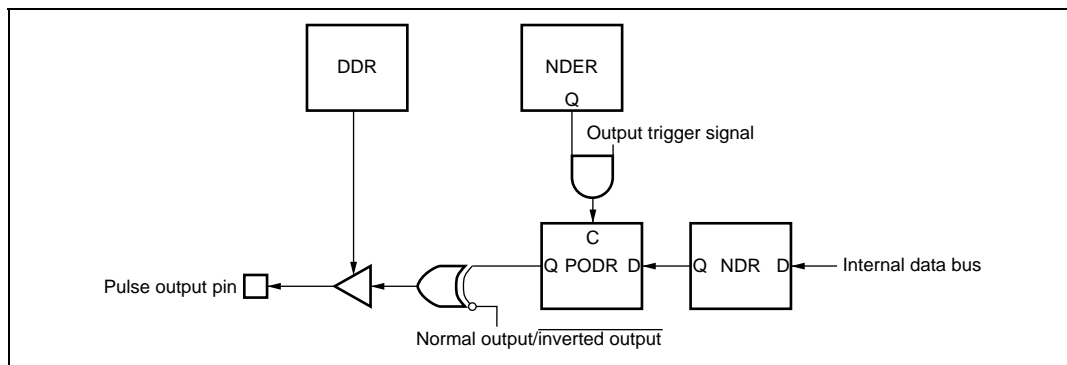 DDR
NDER
Q
Output trigger signal
C
Q PODR D
Q NDR D
Internal data bus
Pulse output pin
Normal output/inverted output